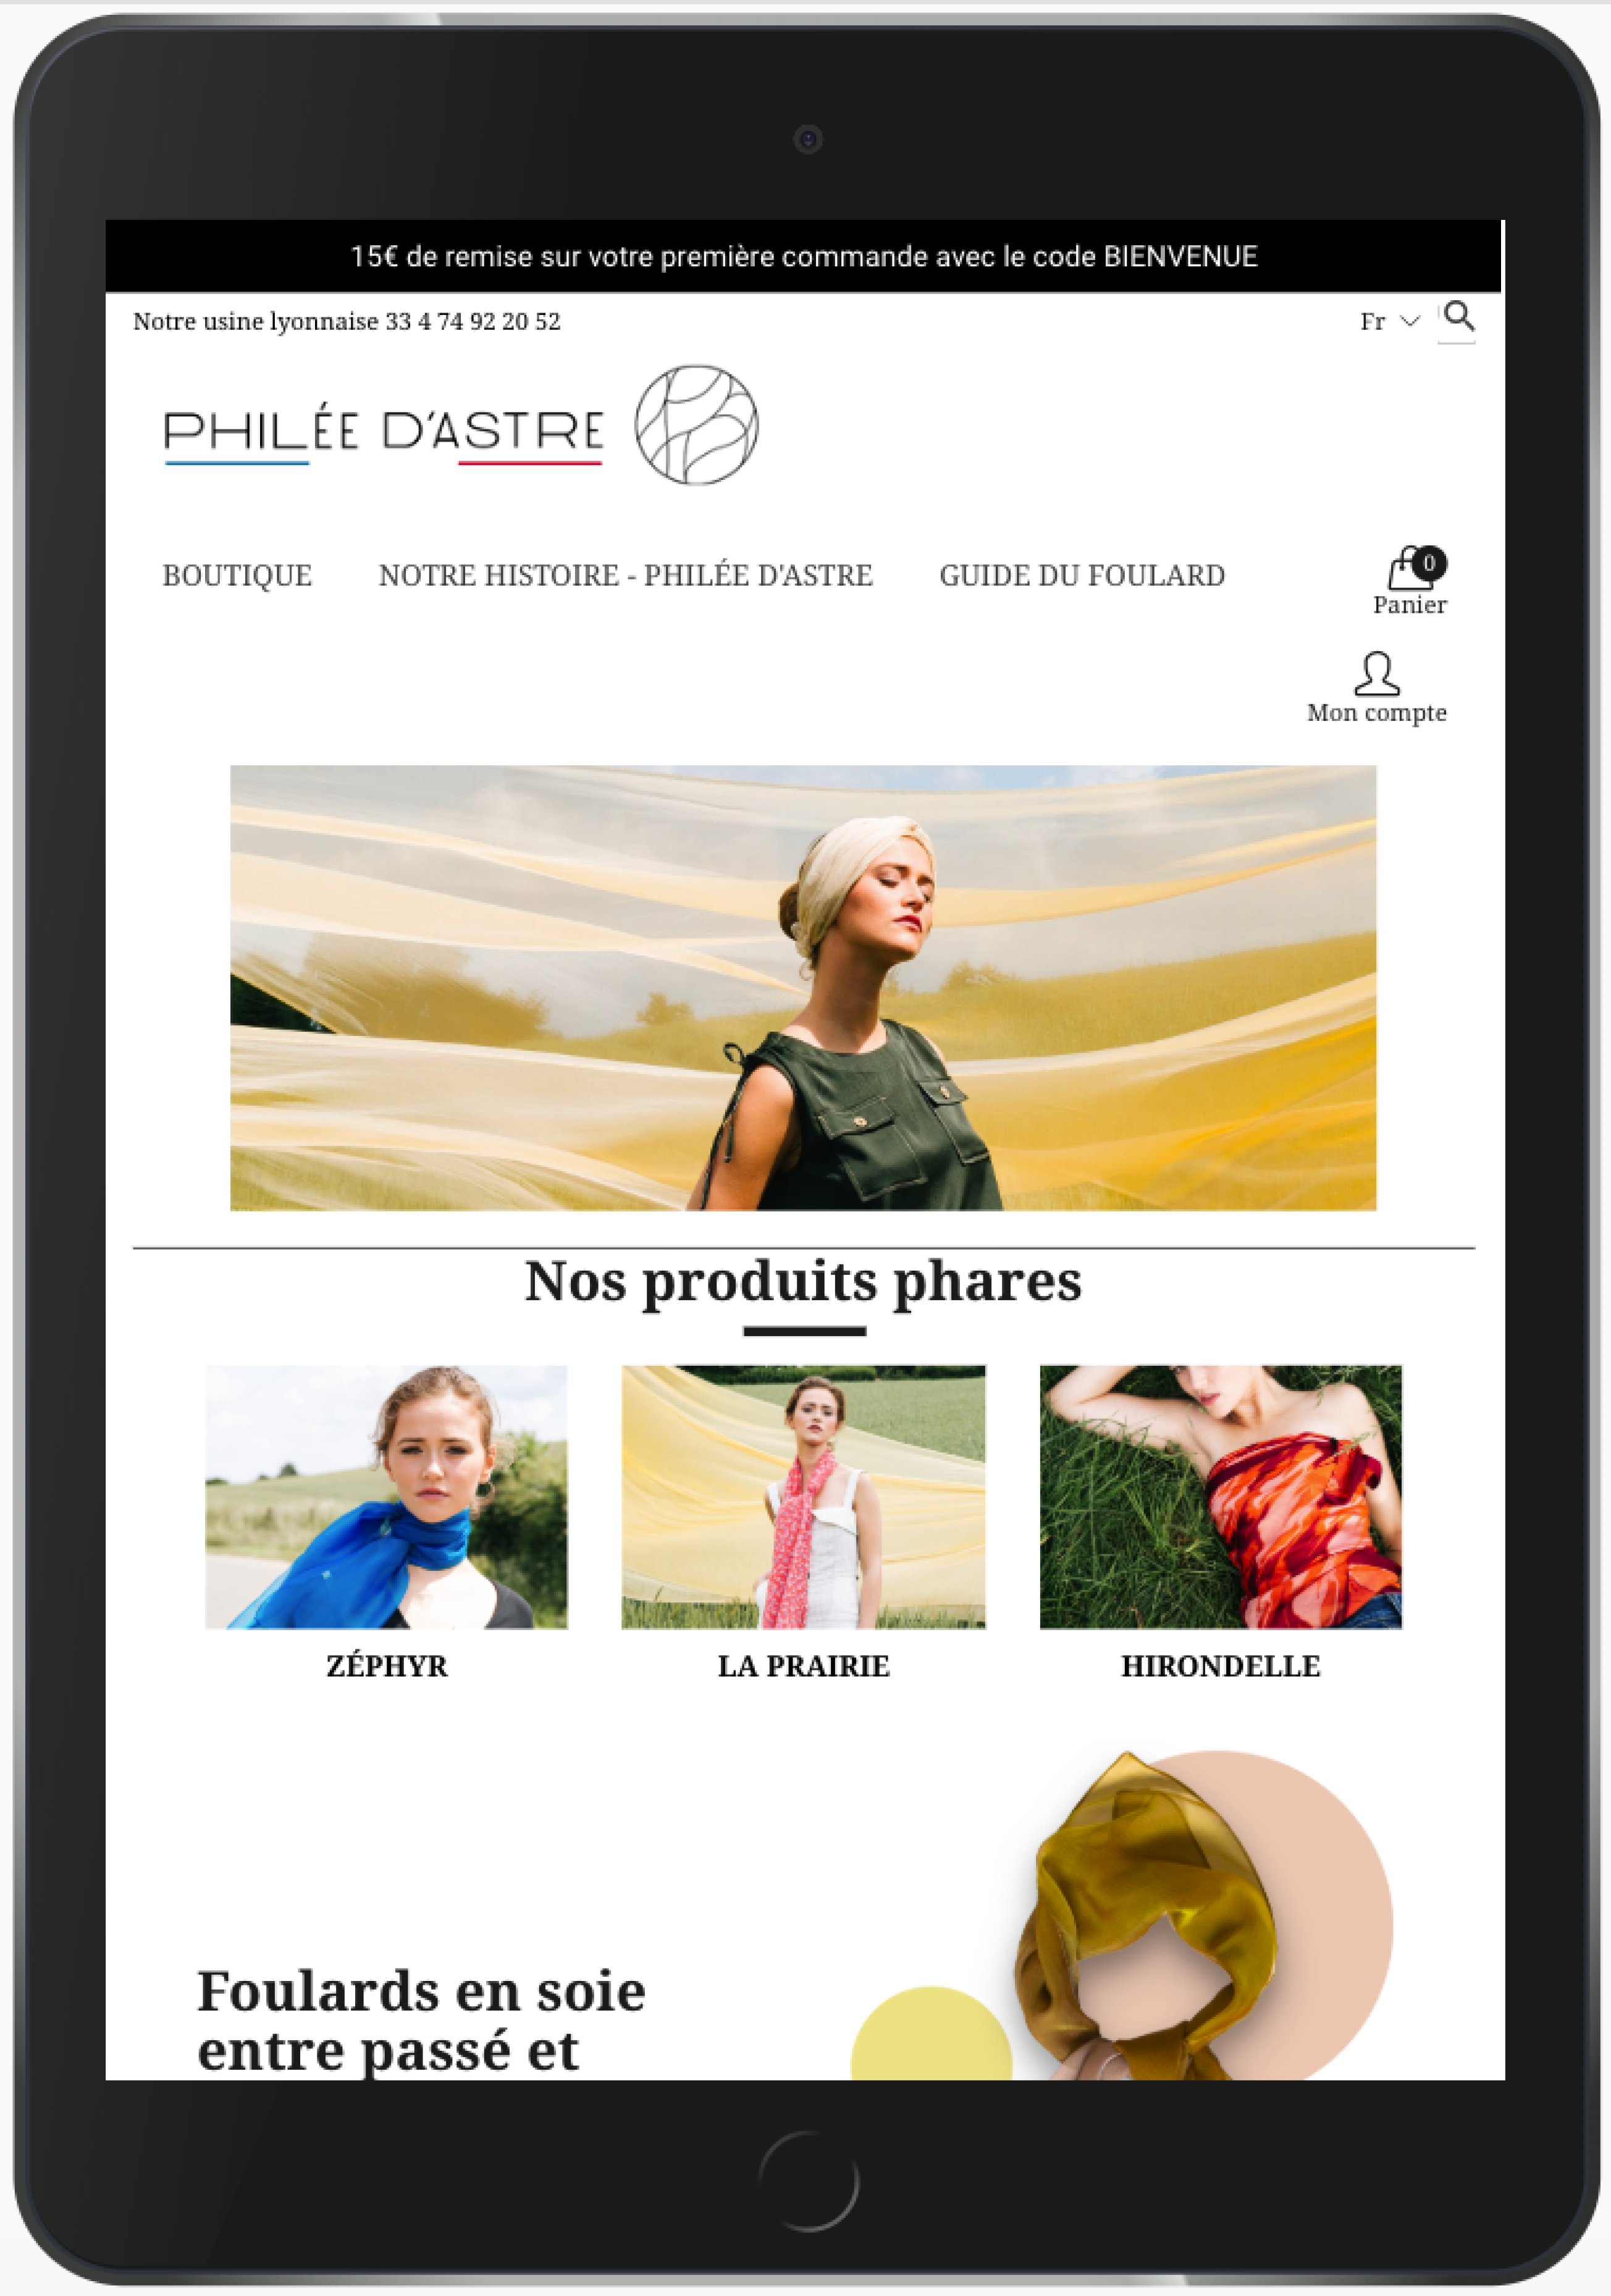 15€ de remise sur votre première commande avec le code BIENVENUE
Notre usine lyonnaise 33 4 74 92 20 52
Fr
PHILÉE D'ASTRE
BOUTIQUE
NOTRE HISTOIRE - PHILÉE D'ASTRE
GUIDE DU FOULARD
0
Panier
Mon compte
Nos produits phares
ZÉPHYR
LA PRAIRIE
HIRONDELLE
Foulards en soie
entre passé et